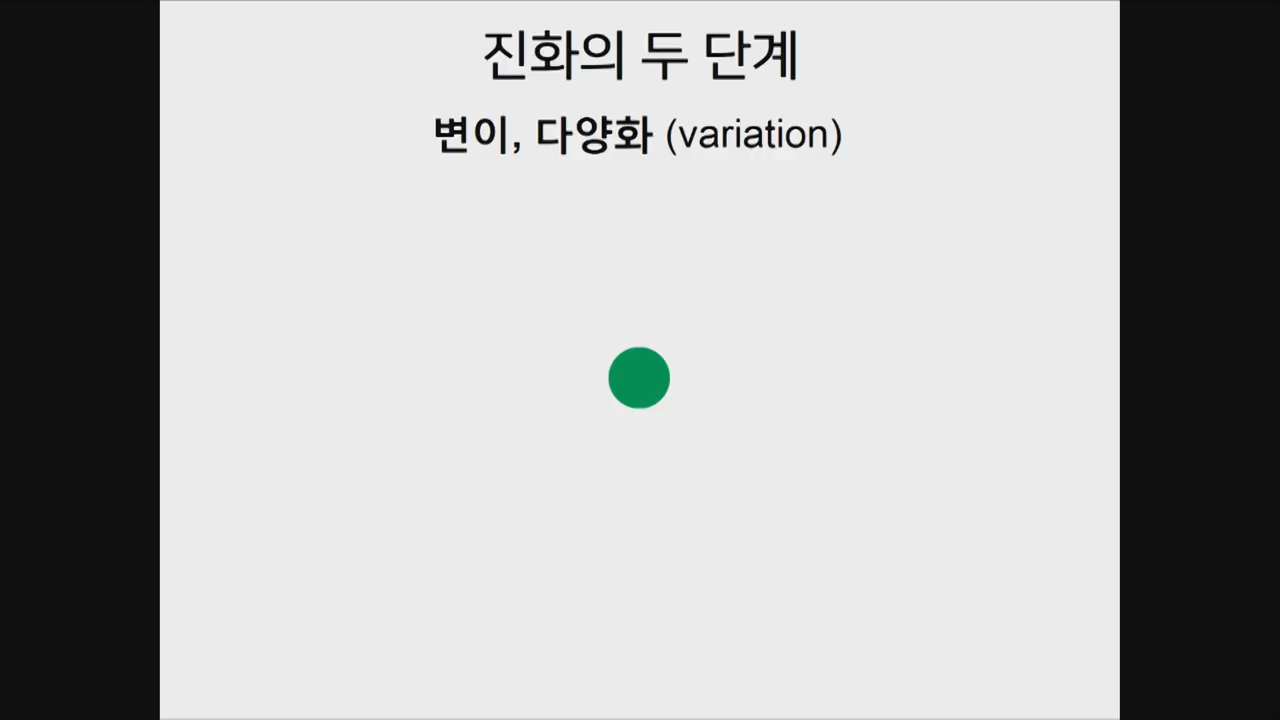 진화의 두 단계
변이, 다양화 (variation)